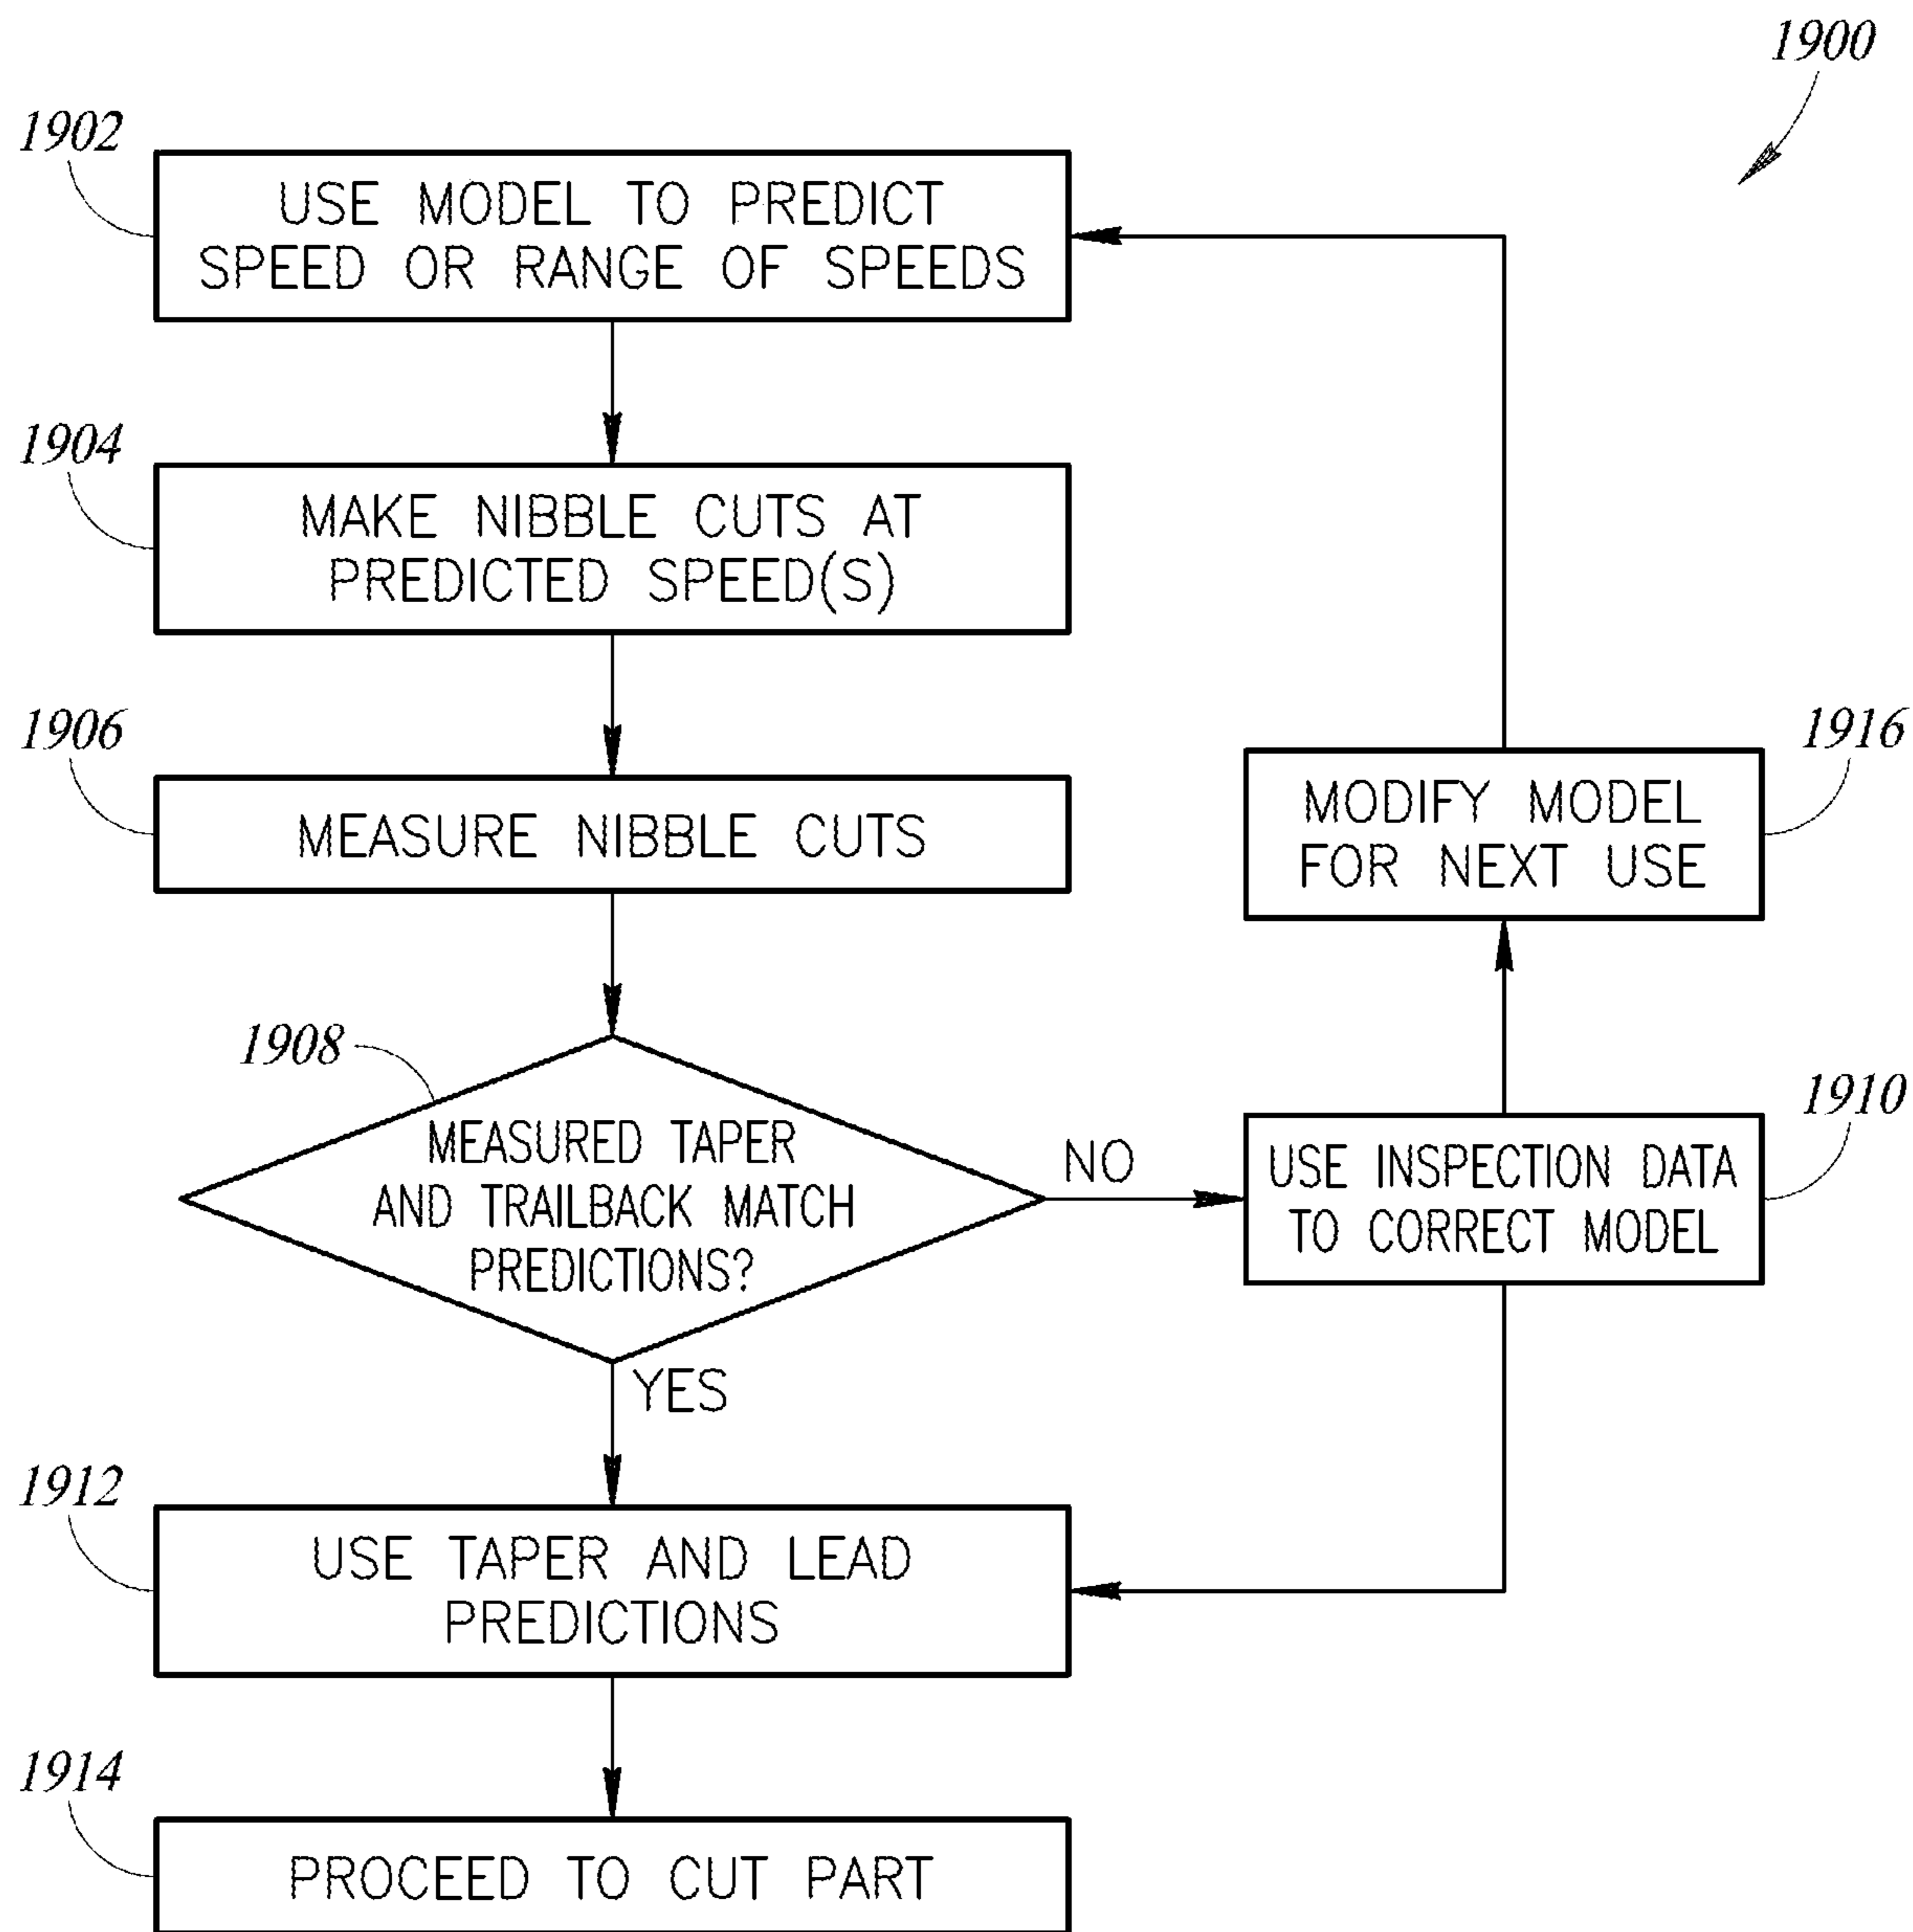 1900
1902
USE MODEL TO PREDICT
SPEED OR RANGE OF SPEEDS
1904
MAKE NIBBLE CUTS AT
PREDICTED SPEED(S)
1906
MEASURE NIBBLE CUTS
1916
MODIFY MODEL
FOR NEXT USE
1908
MEASURED TAPER
AND TRAILBACK MATCH
PREDICTIONS?
NO
1910
USE INSPECTION DATA
TO CORRECT MODEL
YES
1912
USE TAPER AND LEAD
PREDICTIONS
1914
PROCEED TO CUT PART